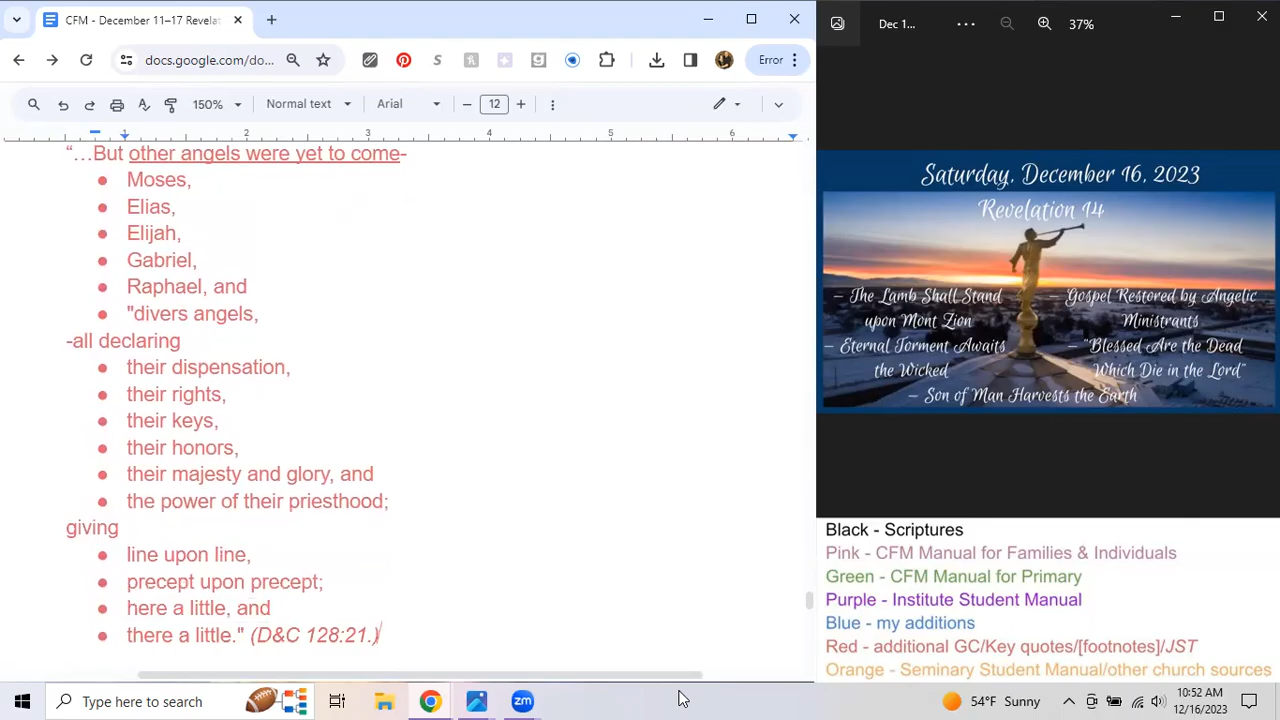 CFM - December 11–17 Revelat
docs.google.com/do...
Error
150%
Normal text
Arial
12
1
2
3
4
5
6
“…But other angels were yet to come-
Moses,
Elias,
Elijah,
Gabriel,
Raphael, and
"divers angels,
-all declaring
their dispensation,
their rights,
their keys,
their honors,
their majesty and glory, and
the power of their priesthood;
giving
line upon line,
precept upon precept;
here a little, and
there a little." (D&C 128:21.)
Dec 1...
37%
Saturday, December 16, 2023
Revelation 14
– The Lamb Shall Stand
upon Mont Zion
– Eternal Torment Awaits
the Wicked
– Gospel Restored by Angelic
Ministrants
– "Blessed Are the Dead
Which Die in the Lord"
– Son of Man Harvests the Earth
Black - Scriptures
Pink - CFM Manual for Families & Individuals
Green - CFM Manual for Primary
Purple - Institute Student Manual
Blue - my additions
Red - additional GC/Key quotes/[footnotes]/JST
Orange - Seminary Student Manual/other church sources
Type here to search
zm
54°F Sunny
10:52 AM
12/16/2023